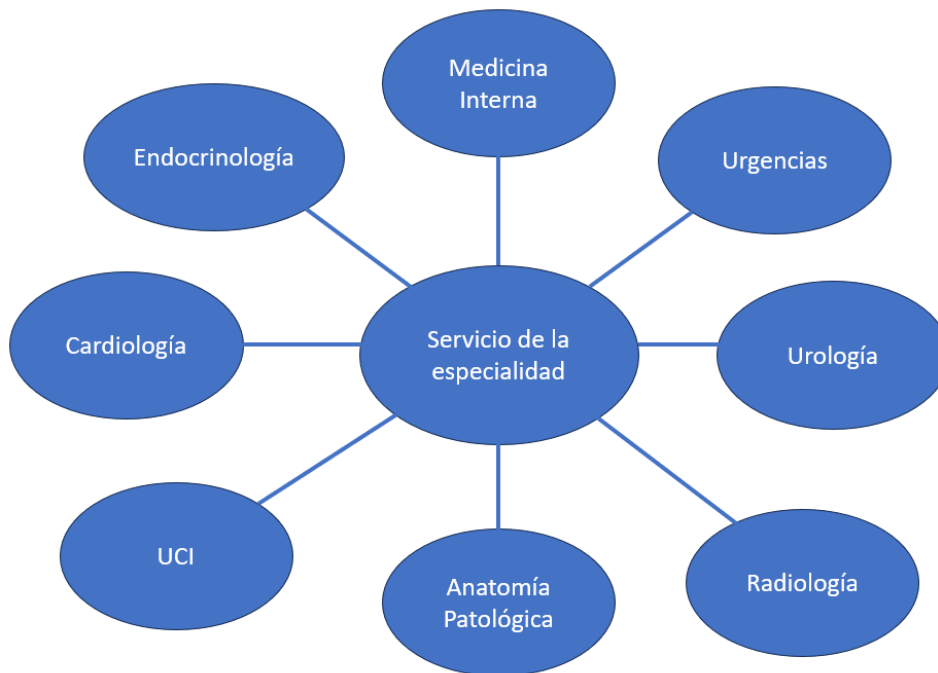 Medicina
Interna
Endocrinología
Urgencias
Cardiología
Servicio de la
especialidad
Urología
UCI
Anatomía
Patológica
Radiología